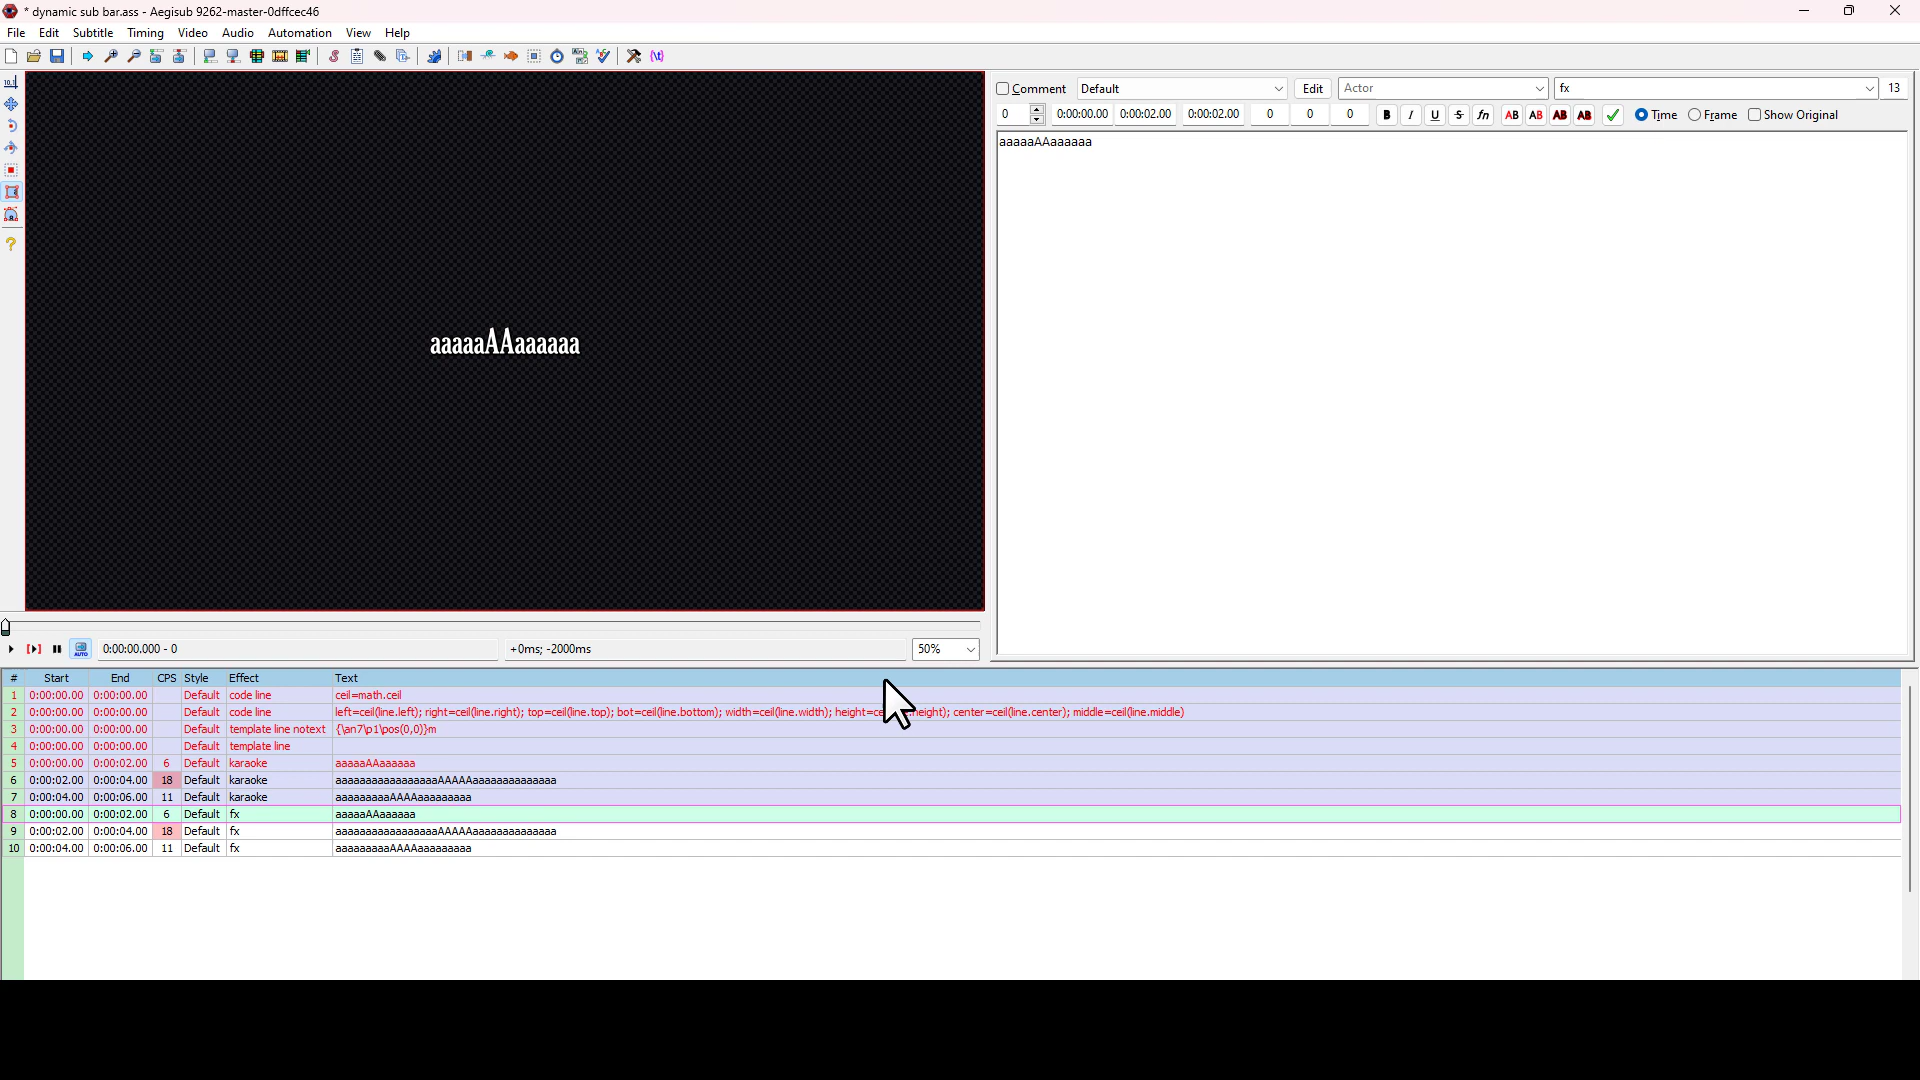 * dynamic sub bar.ass - Aegisub 9262-master-0dffcec46
File Edit Subtitle Timing Video Audio Automation View Help
Comment Default Edit Actor fx 13
0 0:00:00.00 0:00:02.00 0:00:02.00 0 0 0 B I U S fn AB AB AB AB Time Frame Show Original
aaaaaAAaaaaaa
aaaaaAAaaaaaa
0:00:00.000 - 0 +0ms; -2000ms 50%
# Start End CPS Style Effect Text
1 0:00:00.00 0:00:00.00 Default code line ceil=math.ceil
2 0:00:00.00 0:00:00.00 Default code line left=ceil(line.left); right=ceil(line.right); top=ceil(line.top); bot=ceil(line.bottom); width=ceil(line.width); center=ceil(line.center); middle=ceil(line.middle)
3 0:00:00.00 0:00:00.00 Default template line notext {\an7\p1\pos(0,0)}m
4 0:00:00.00 0:00:00.00 Default template line
5 0:00:00.00 0:00:02.00 6 Default karaoke aaaaaAAaaaaaa
6 0:00:02.00 0:00:04.00 18 Default karaoke aaaaaaaaaaaaaaaaaAAAAAaaaaaaaaaaaaaa
7 0:00:04.00 0:00:06.00 11 Default karaoke aaaaaaaaaAAAAaaaaaaaaa
8 0:00:00.00 0:00:02.00 6 Default fx aaaaaAAaaaaaa
9 0:00:02.00 0:00:04.00 18 Default fx aaaaaaaaaaaaaaaaaAAAAAaaaaaaaaaaaaaa
10 0:00:04.00 0:00:06.00 11 Default fx aaaaaaaaaAAAAaaaaaaaaa